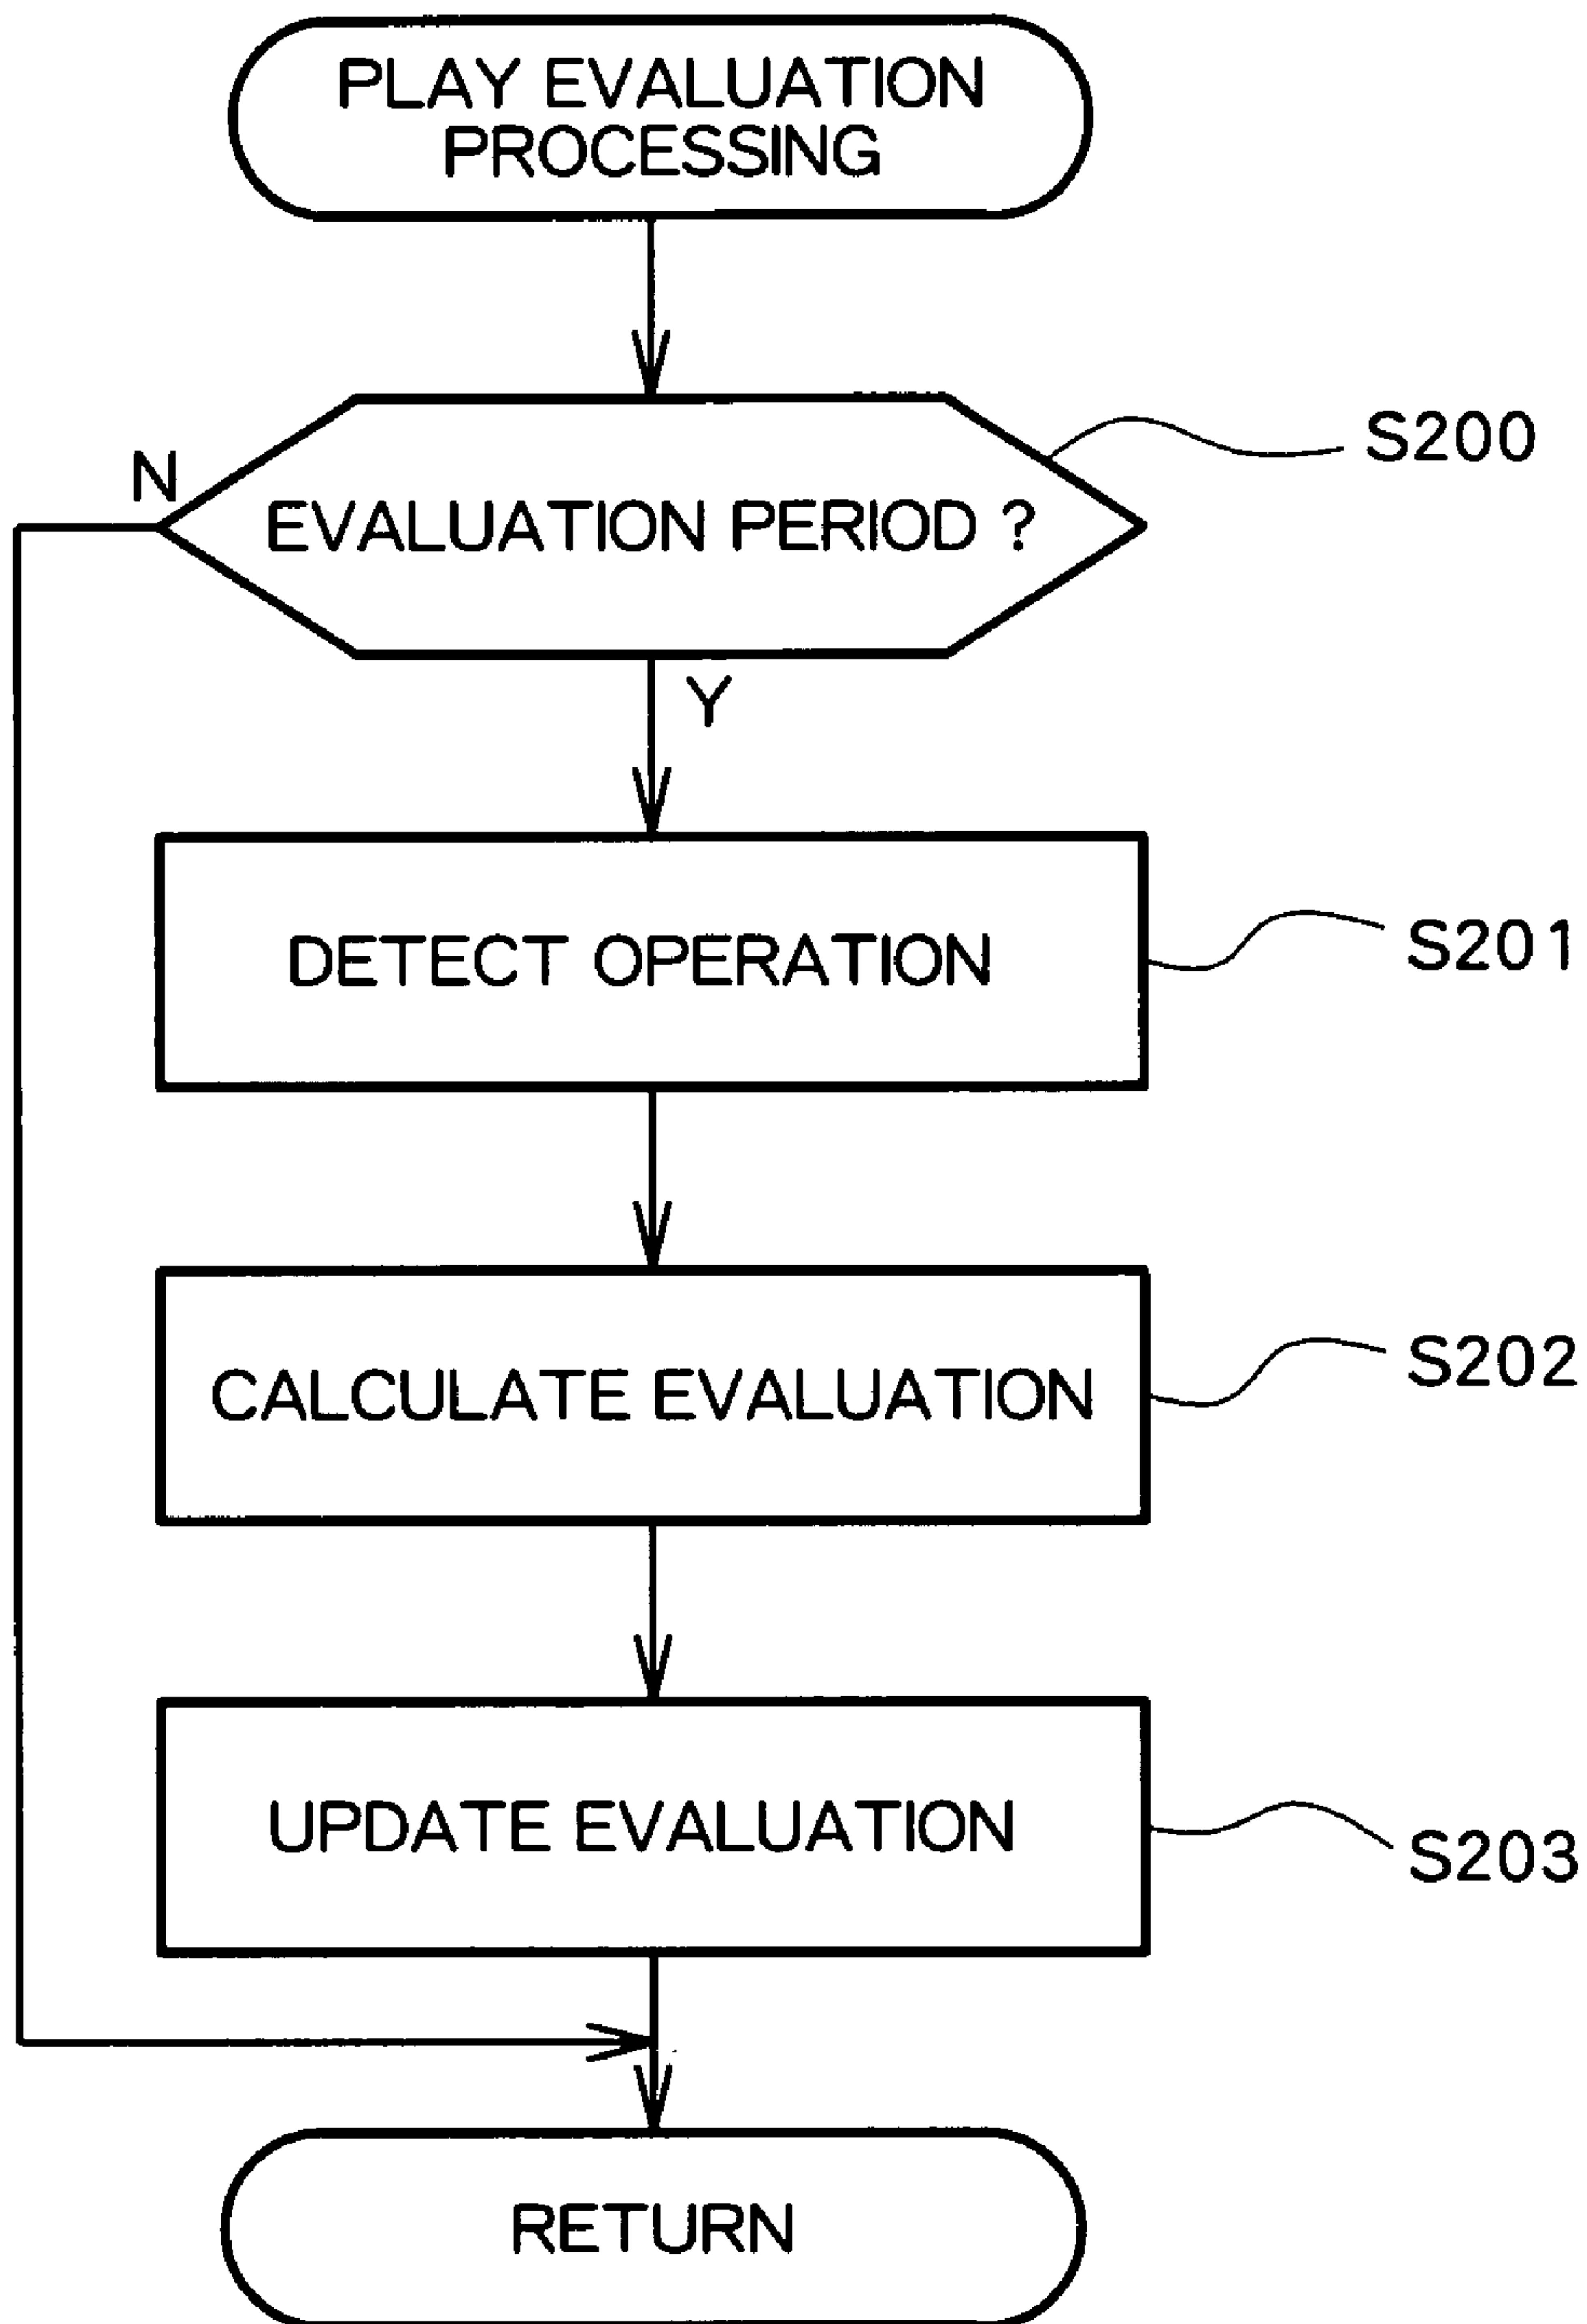 PLAY EVALUATION
PROCESSING
S200
N
EVALUATION PERIOD ?
Y
DETECT OPERATION
S201
CALCULATE EVALUATION
S202
UPDATE EVALUATION
S203
RETURN